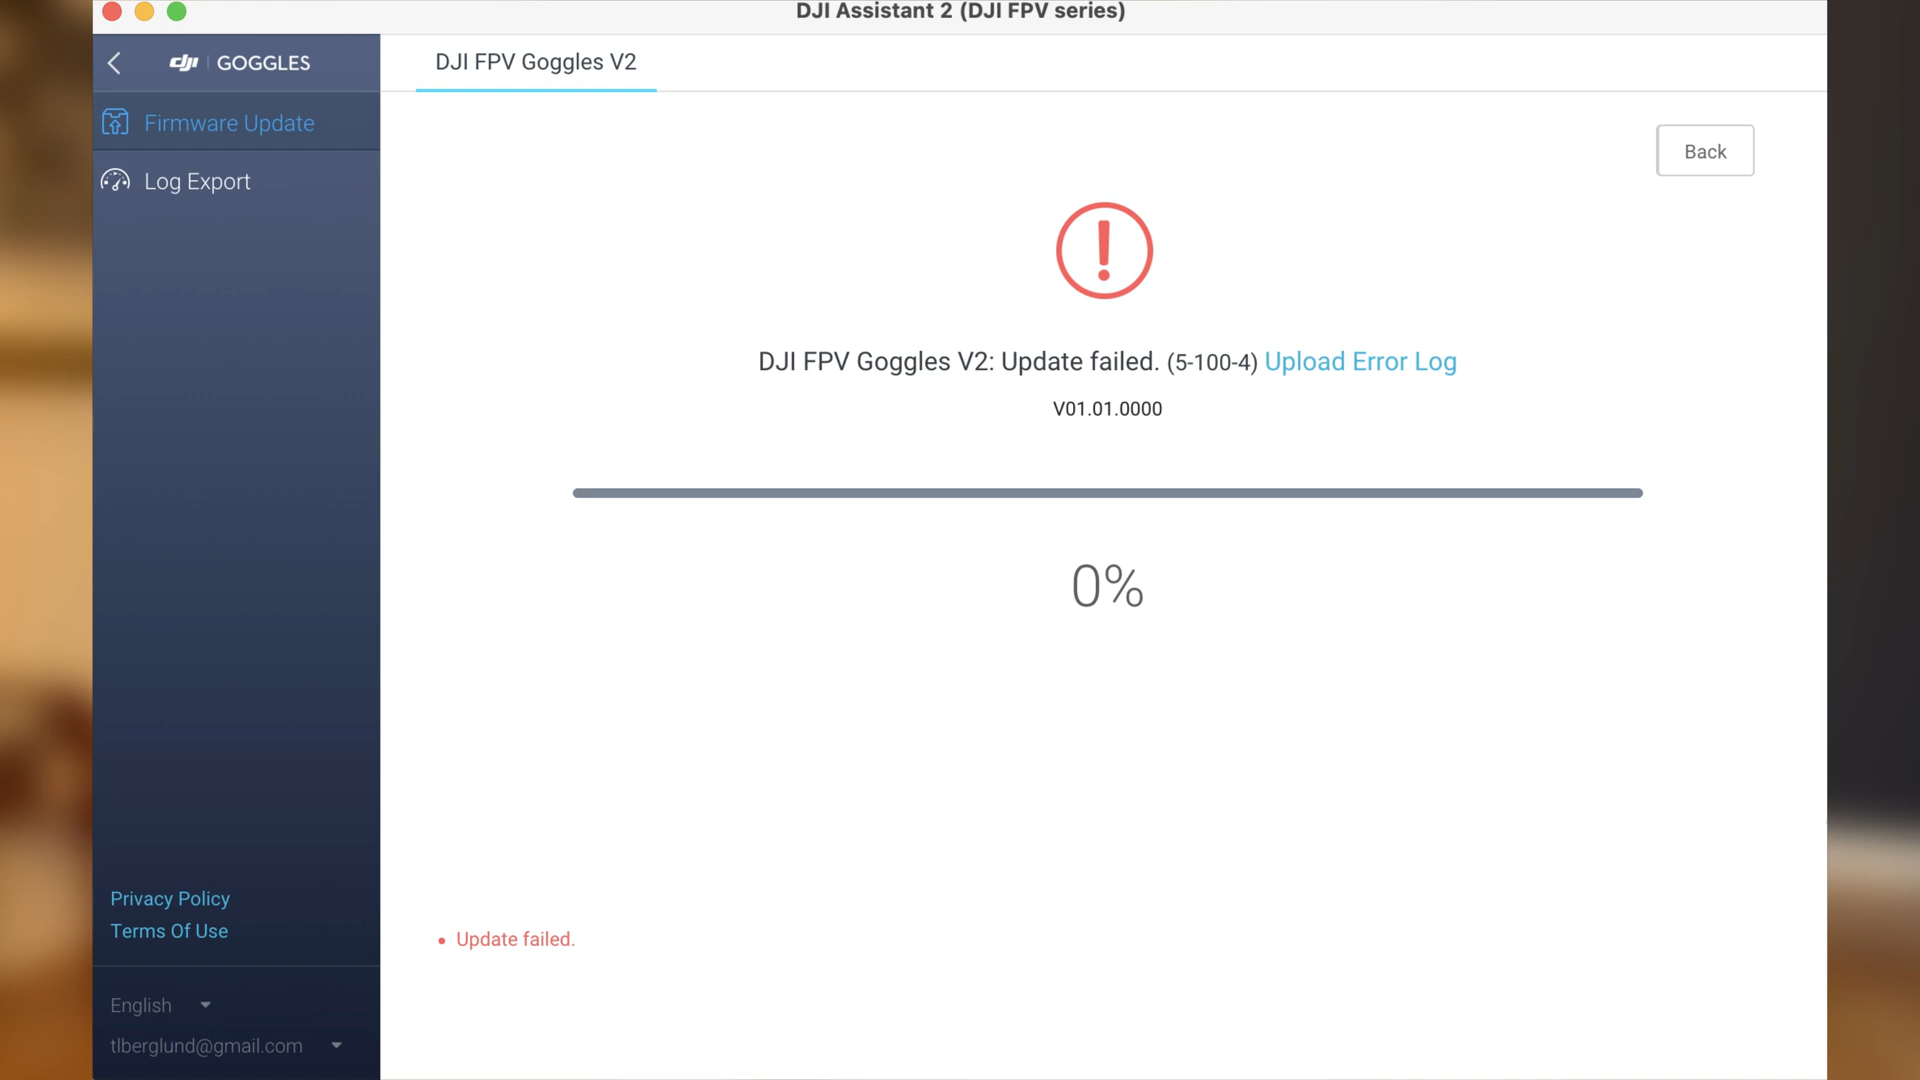 DJI Assistant 2 (DJI FPV series)
dji GOGGLES
DJI FPV Goggles V2
Firmware Update
Back
Log Export
DJI FPV Goggles V2: Update failed. (5-100-4) Upload Error Log
V01.01.0000
0%
Privacy Policy
Terms Of Use
Update failed.
English
tlberglund@gmail.com